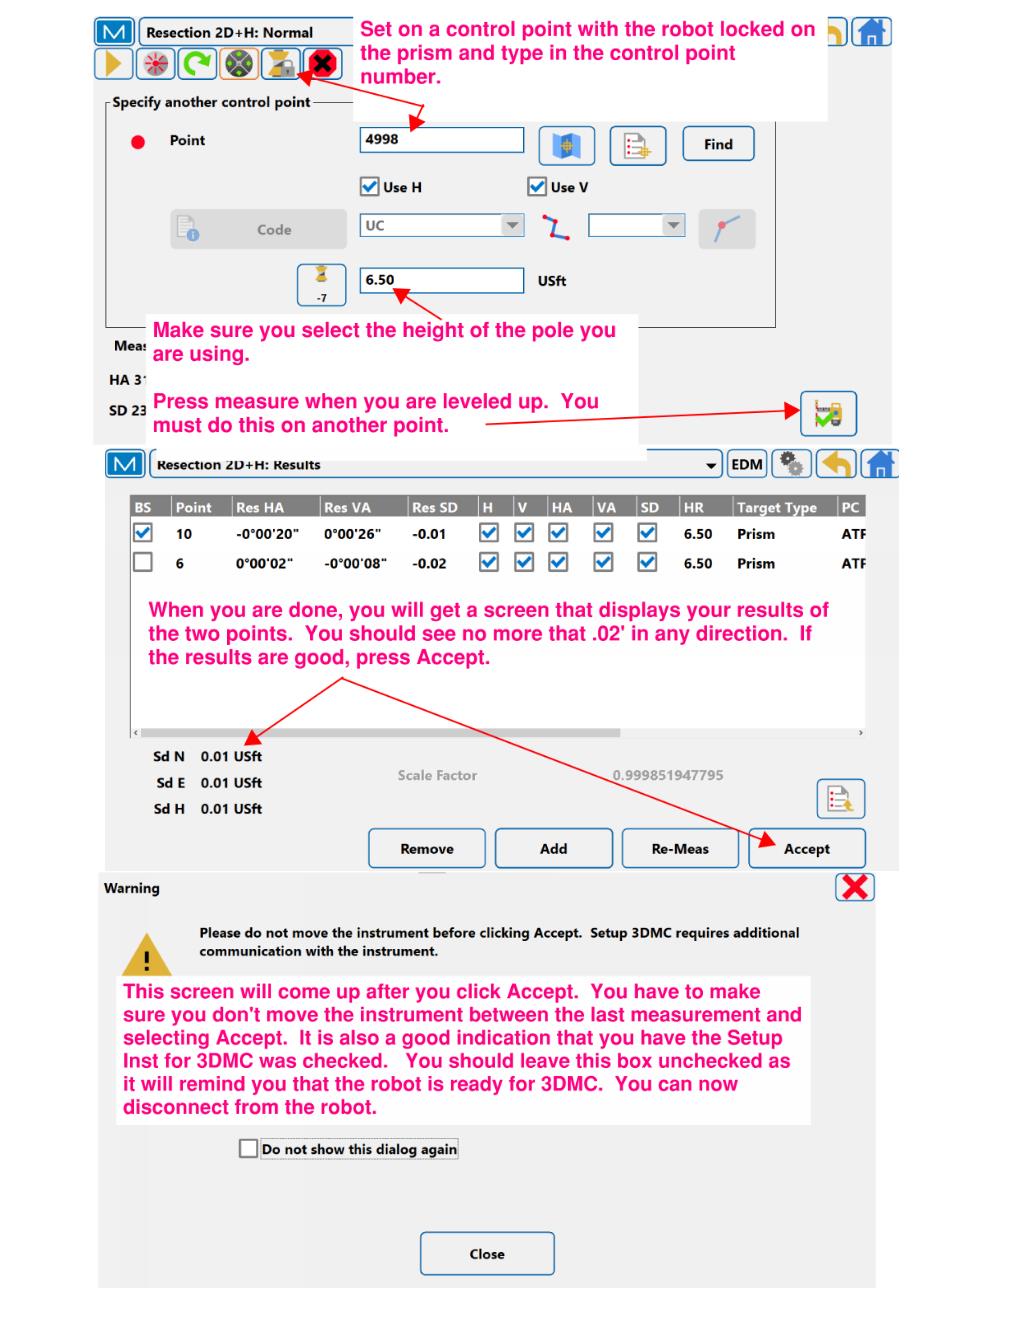 Resection 2D+H: Normal
Set on a control point with the robot locked on
the prism and type in the control point
number.
Specify another control point
Point
4998
Find
Use H
Use V
Code
UC
-7
6.50
USft
Make sure you select the height of the pole you
are using.
Meas
HA 31
Press measure when you are leveled up.  You
must do this on another point.
SD 23
Resection 2D+H: Results
EDM
BS Point Res HA Res VA Res SD H V HA VA SD HR Target Type PC
10 -0°00'20" 0°00'26" -0.01 6.50 Prism ATF
6 0°00'02" -0°00'08" -0.02 6.50 Prism ATF
When you are done, you will get a screen that displays your results of
the two points.  You should see no more that .02' in any direction.  If
the results are good, press Accept.
Sd N 0.01 USft
Scale Factor 0.999851947795
Sd E 0.01 USft
Sd H 0.01 USft
Remove Add Re-Meas Accept
Warning
Please do not move the instrument before clicking Accept.  Setup 3DMC requires additional
communication with the instrument.
This screen will come up after you click Accept.  You have to make
sure you don't move the instrument between the last measurement and
selecting Accept.  It is also a good indication that you have the Setup
Inst for 3DMC was checked.   You should leave this box unchecked as
it will remind you that the robot is ready for 3DMC.  You can now
disconnect from the robot.
Do not show this dialog again
Close